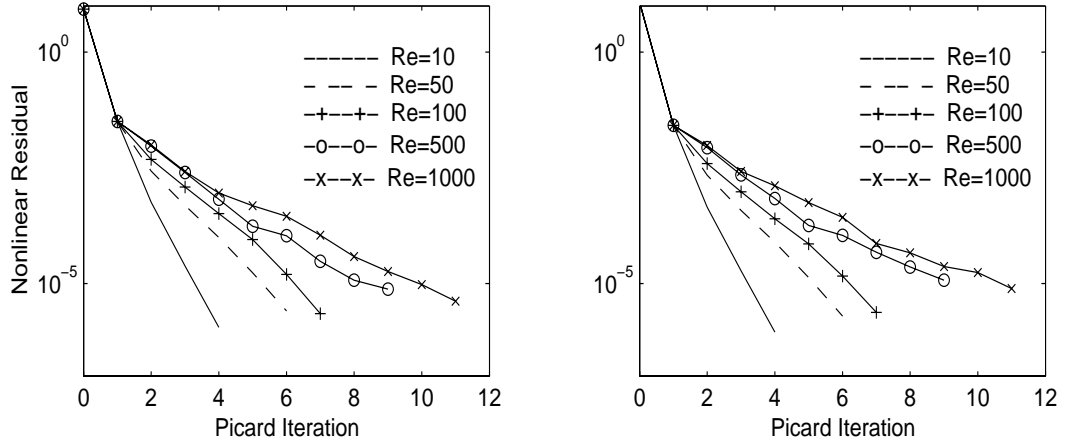 10^0
10^−5
Nonlinear Residual
Re=10
Re=50
Re=100
Re=500
Re=1000
0 2 4 6 8 10 12
Picard Iteration
10^0
10^−5
Re=10
Re=50
Re=100
Re=500
Re=1000
0 2 4 6 8 10 12
Picard Iteration